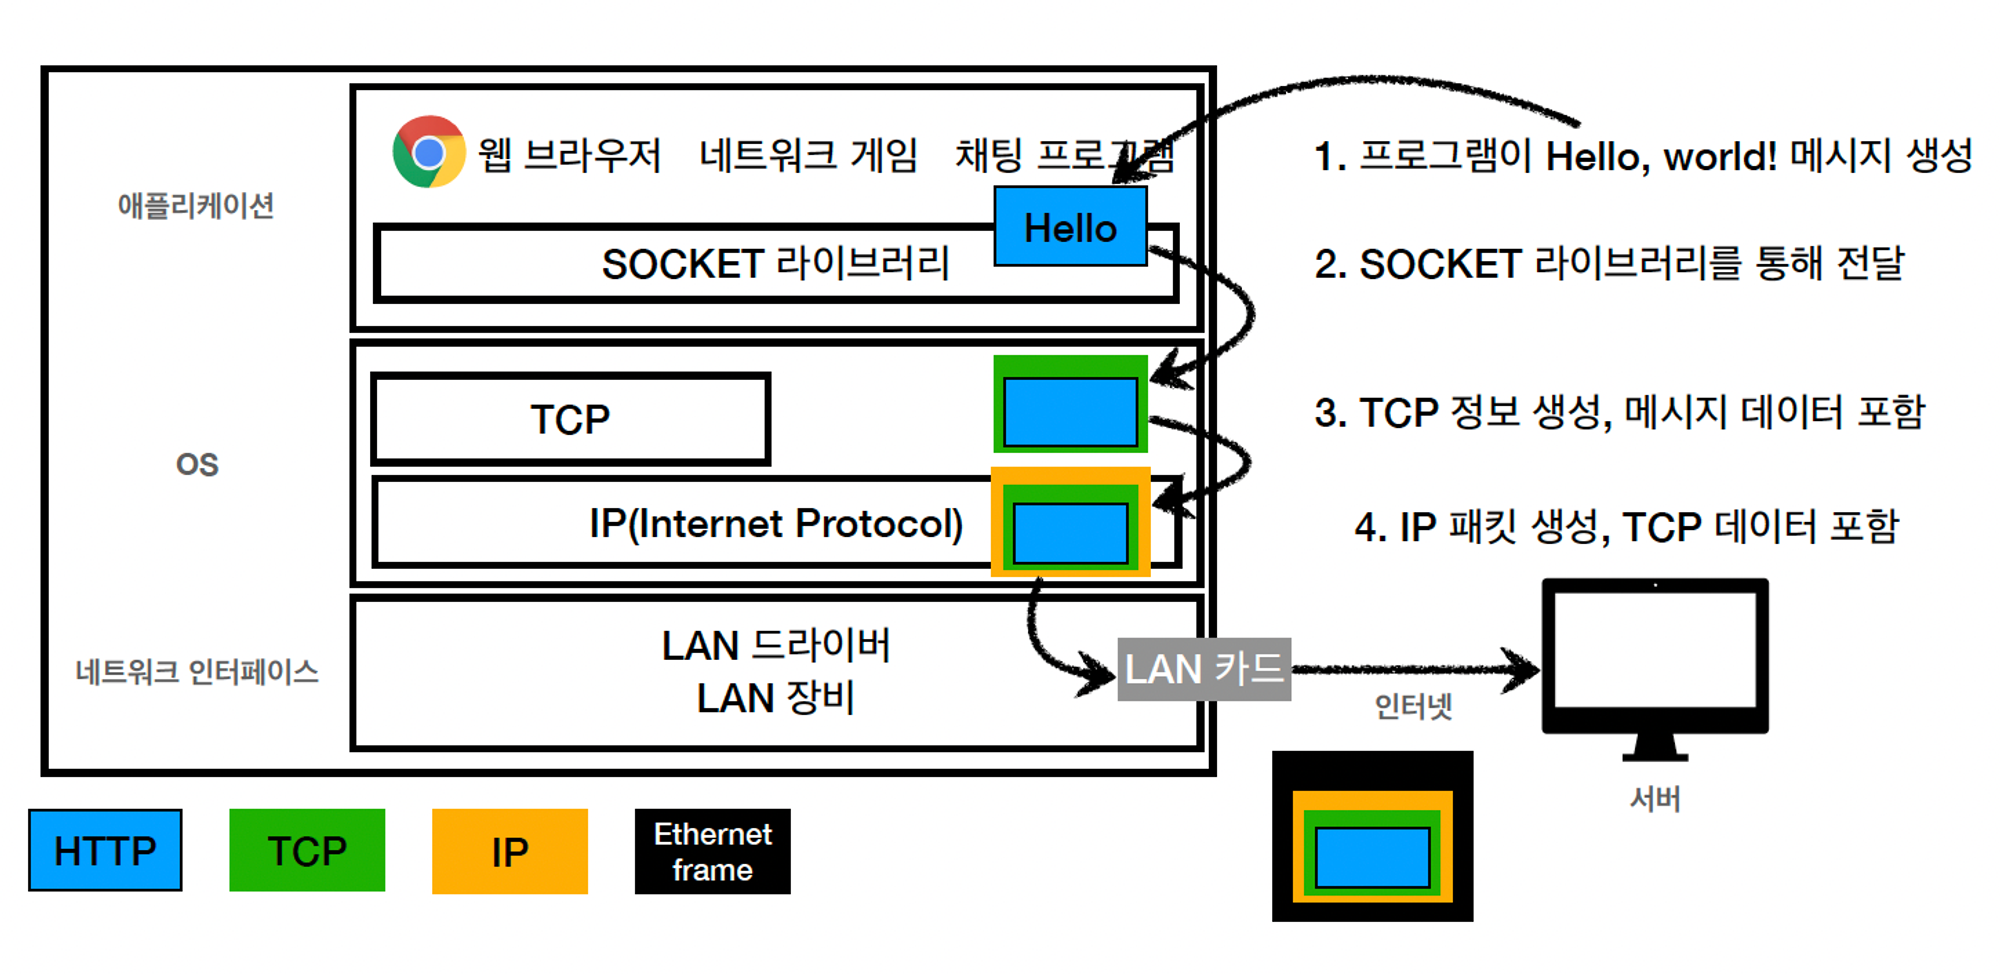 웹 브라우저 네트워크 게임 채팅 프로그램
1. 프로그램이 Hello, world! 메시지 생성
애플리케이션
Hello
SOCKET 라이브러리
2. SOCKET 라이브러리를 통해 전달
TCP
3. TCP 정보 생성, 메시지 데이터 포함
OS
IP(Internet Protocol)
4. IP 패킷 생성, TCP 데이터 포함
네트워크 인터페이스
LAN 드라이버
LAN 장비
LAN 카드
인터넷
서버
HTTP
TCP
IP
Ethernet
frame